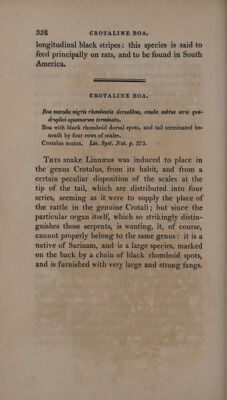 352 CROTALINE BOA.
longitudinal black stripes: this species is said to
feed principally on rats, and to be found in South
America.
CROTALINE BOA.
Boa maculis nigris rhombeatis dorsalibus, cauda subtus serie qua-
druplici squamarum terminata.
Boa with black rhomboid dorsal spots, and tail terminated be-
neath by four rows of scales.
Crotalus mutus. Lin. Syst. Nat. p. 373.
THIS snake Linnæus was induced to place in
the genus Crotalus, from its habit, and from a
certain peculiar disposition of the scales at the
tip of the tail, which are distributed into four
series, seeming as it were to supply the place of
the rattle in the genuine Crotali; but since the
particular organ itself, which so strikingly distin-
guishes those serpents, is wanting, it, of course,
cannot properly belong to the same genus: it is a
native of Surinam, and is a large species, marked
on the back by a chain of black rhomboid spots,
and is furnished with very large and strong fangs.